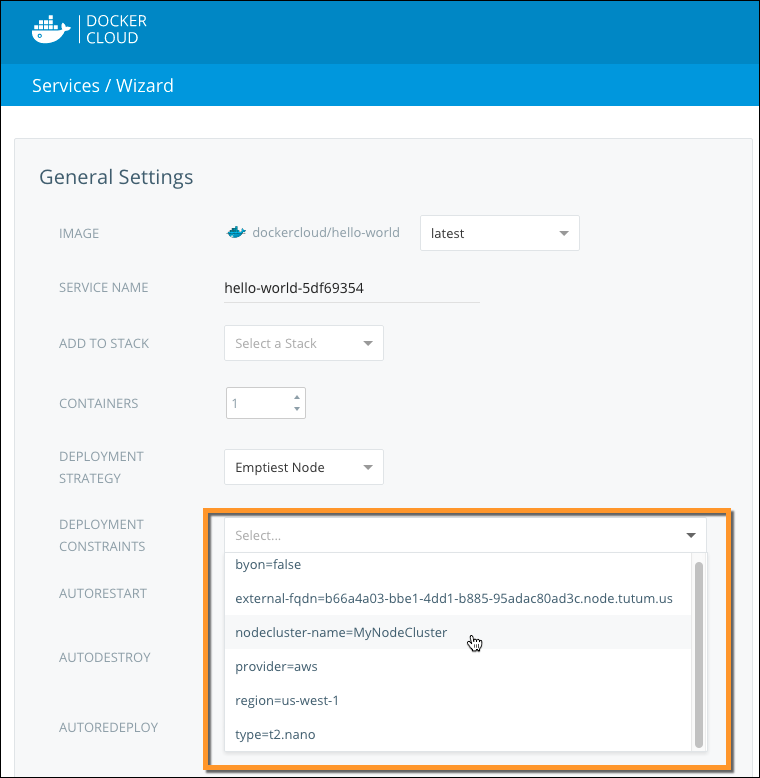 DOCKER
CLOUD
Services / Wizard
General Settings
IMAGE
dockercloud/hello-world
latest
SERVICE NAME
hello-world-5df69354
ADD TO STACK
Select a Stack
CONTAINERS
1
DEPLOYMENT
STRATEGY
Emptiest Node
DEPLOYMENT
CONSTRAINTS
Select...
byon=false
external-fqdn=b66a4a03-bbe1-4dd1-b885-95adac80ad3c.node.tutum.us
nodecluster-name=MyNodeCluster
provider=aws
region=us-west-1
type=t2.nano
AUTORESTART
AUTODESTROY
AUTOREDEPLOY